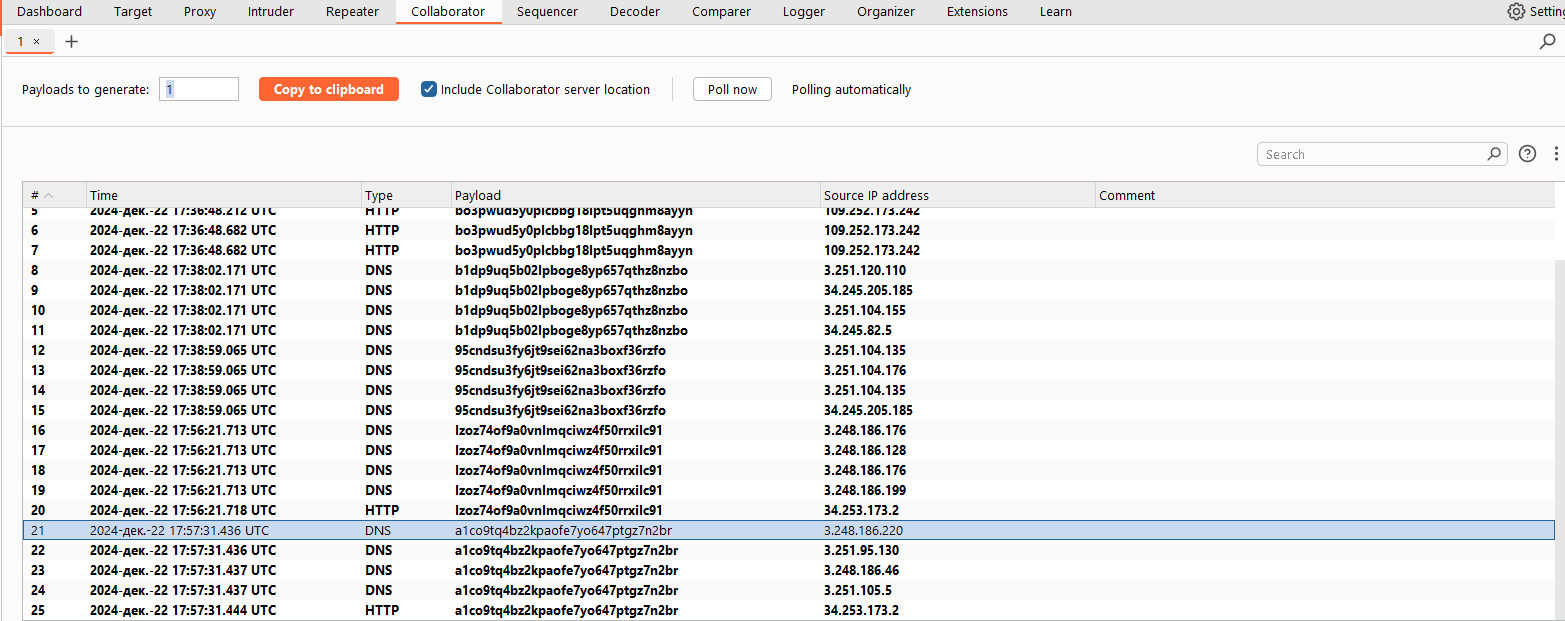 Dashboard Target Proxy Intruder Repeater Collaborator Sequencer Decoder Comparer Logger Organizer Extensions Learn Setting
1 × +
Payloads to generate: 1 Copy to clipboard Include Collaborator server location Poll now Polling automatically
Search
# Time Type Payload Source IP address Comment
5 2024-дек.-22 17:36:48.212 UTC HTTP bo3pwud5y0plcbbg18lpt5uqghm8ayyn 109.252.173.242
6 2024-дек.-22 17:36:48.682 UTC HTTP bo3pwud5y0plcbbg18lpt5uqghm8ayyn 109.252.173.242
7 2024-дек.-22 17:36:48.682 UTC HTTP bo3pwud5y0plcbbg18lpt5uqghm8ayyn 109.252.173.242
8 2024-дек.-22 17:38:02.171 UTC DNS b1dp9uq5b02lpboge8yp657qthz8nzbo 3.251.120.110
9 2024-дек.-22 17:38:02.171 UTC DNS b1dp9uq5b02lpboge8yp657qthz8nzbo 34.245.205.185
10 2024-дек.-22 17:38:02.171 UTC DNS b1dp9uq5b02lpboge8yp657qthz8nzbo 3.251.104.155
11 2024-дек.-22 17:38:02.171 UTC DNS b1dp9uq5b02lpboge8yp657qthz8nzbo 34.245.82.5
12 2024-дек.-22 17:38:59.065 UTC DNS 95cndsu3fy6jt9sei62na3boxf36rzfo 3.251.104.135
13 2024-дек.-22 17:38:59.065 UTC DNS 95cndsu3fy6jt9sei62na3boxf36rzfo 3.251.104.176
14 2024-дек.-22 17:38:59.065 UTC DNS 95cndsu3fy6jt9sei62na3boxf36rzfo 3.251.104.135
15 2024-дек.-22 17:38:59.065 UTC DNS 95cndsu3fy6jt9sei62na3boxf36rzfo 34.245.205.185
16 2024-дек.-22 17:56:21.713 UTC DNS lzoz74of9a0vnlmqciwz4f50rrxilc91 3.248.186.176
17 2024-дек.-22 17:56:21.713 UTC DNS lzoz74of9a0vnlmqciwz4f50rrxilc91 3.248.186.128
18 2024-дек.-22 17:56:21.713 UTC DNS lzoz74of9a0vnlmqciwz4f50rrxilc91 3.248.186.176
19 2024-дек.-22 17:56:21.713 UTC DNS lzoz74of9a0vnlmqciwz4f50rrxilc91 3.248.186.199
20 2024-дек.-22 17:56:21.718 UTC HTTP lzoz74of9a0vnlmqciwz4f50rrxilc91 34.253.173.2
21 2024-дек.-22 17:57:31.436 UTC DNS a1co9tq4bz2kpaofe7yo647ptgz7n2br 3.248.186.220
22 2024-дек.-22 17:57:31.436 UTC DNS a1co9tq4bz2kpaofe7yo647ptgz7n2br 3.251.95.130
23 2024-дек.-22 17:57:31.437 UTC DNS a1co9tq4bz2kpaofe7yo647ptgz7n2br 3.248.186.46
24 2024-дек.-22 17:57:31.437 UTC DNS a1co9tq4bz2kpaofe7yo647ptgz7n2br 3.251.105.5
25 2024-дек.-22 17:57:31.444 UTC HTTP a1co9tq4bz2kpaofe7yo647ptgz7n2br 34.253.173.2